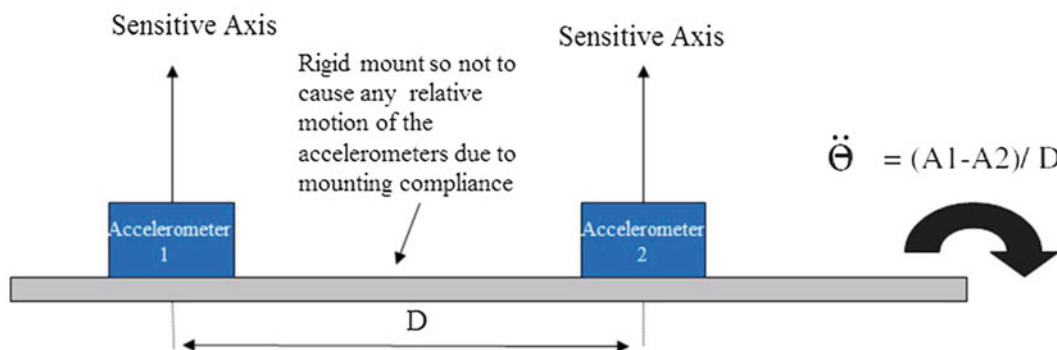 Sensitive Axis
Sensitive Axis
Rigid mount so not to
cause any relative
motion of the
accelerometers due to
mounting compliance
Θ̈ = (A1-A2)/ D
Accelerometer
1
Accelerometer
2
D